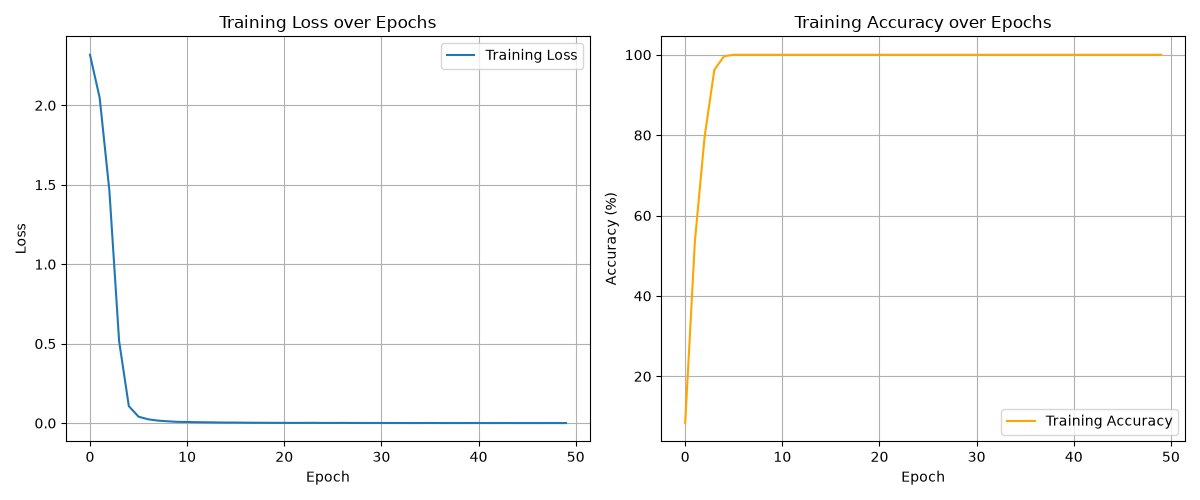 Training Loss over Epochs
Training Loss
2.0
1.5
1.0
0.5
0.0
Loss
0 10 20 30 40 50
Epoch
Training Accuracy over Epochs
100
80
60
40
20
Accuracy (%)
Training Accuracy
0 10 20 30 40 50
Epoch